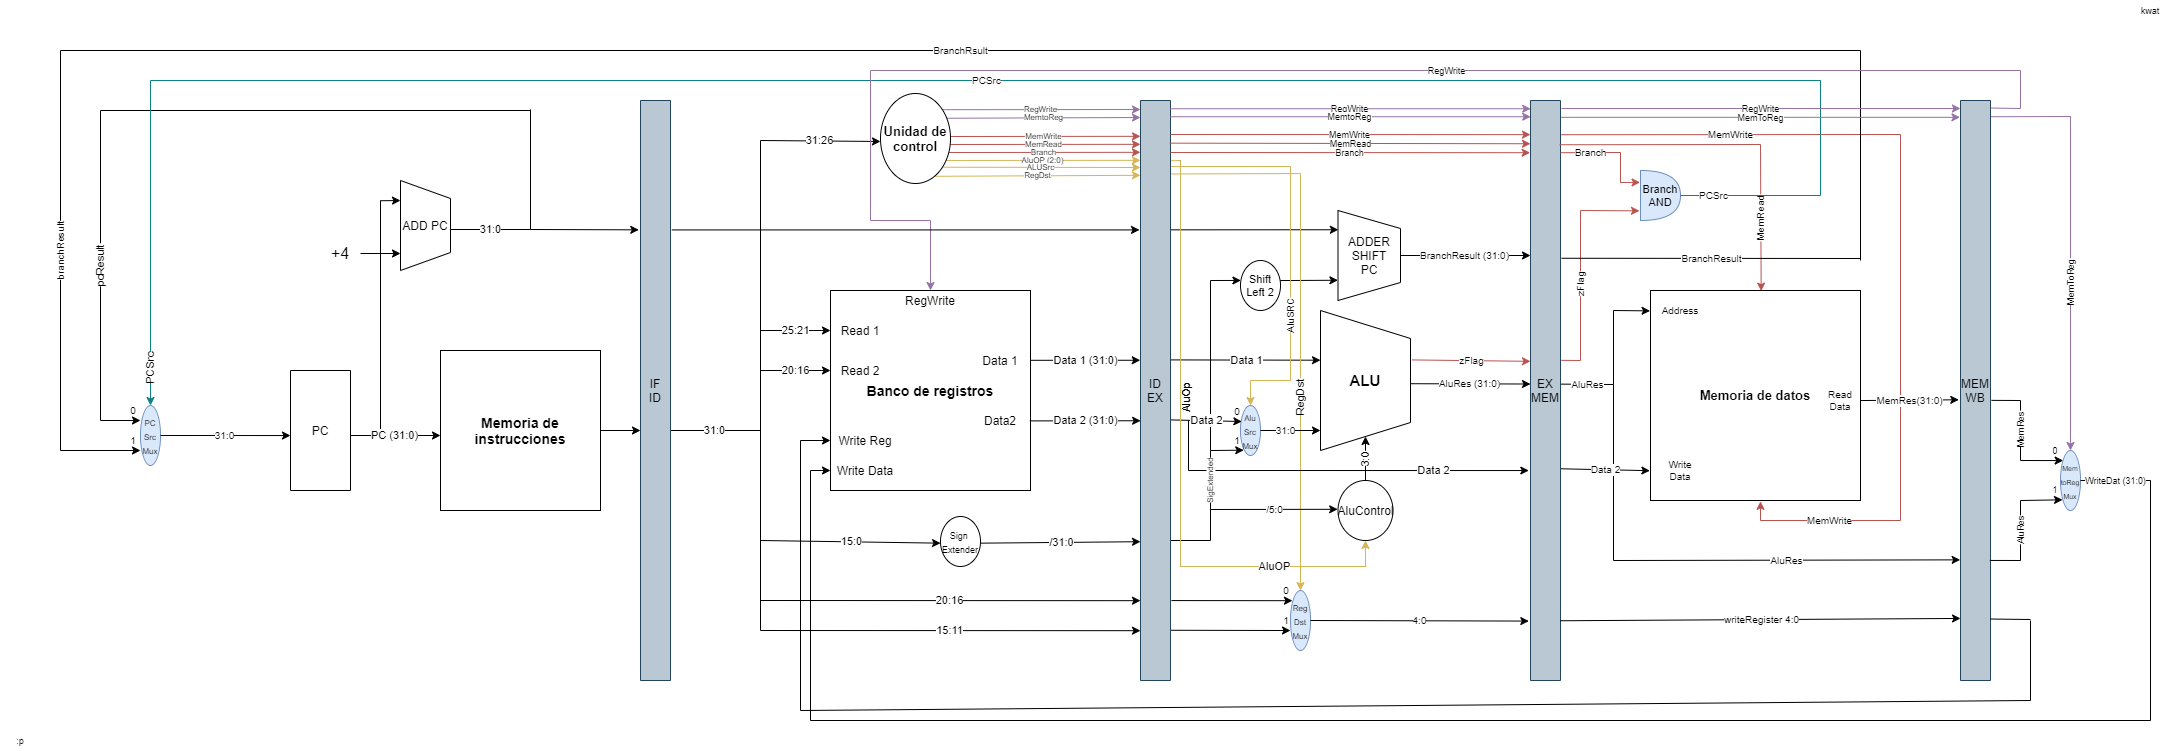 kwat
BranchRsult
RegWrite
PCSrc
RegWrite
MemtoReg
MemWrite
MemRead
Branch
AluOP (2:0)
ALUSrc
RegDst
RegWrite
MemtoReg
MemWrite
MemRead
Branch
RegWrite
MemToReg
MemWrite
Branch
Unidad de
control
31:26
Branch
AND
PCSrc
MemRead
branchResult
pcResult
ADD PC
31:0
+4
ADDER
SHIFT
PC
BranchResult (31:0)
BranchResult
Shift
Left 2
zFlag
MemToReg
AluSRC
RegWrite
Read 1
25:21
Read 2
20:16
Data 1
Data 1 (31:0)
Data 1
Banco de registros
Data2
Data 2 (31:0)
Data 2
Write Reg
Write Data
ALU
zFlag
AluRes (31:0)
AluRes
Address
Memoria de datos
Read
Data
MemRes(31:0)
Write
Data
Data 2
Data 2
MemWrite
PCSrc
0
PC
Src
1
Mux
31:0
PC
PC (31:0)
Memoria de
instrucciones
IF
ID
31:0
ID
EX
AluOp
RegDst
0
Alu
Src
1
Mux
31:0
EX
MEM
MEM
WB
MemRes
0
Mem
toReg
1
Mux
WriteDat (31:0)
AluRes
SigExtended
3:0
/5:0
AluControl
15:0
Sign
Extender
/31:0
AluOP
AluRes
20:16
15:11
0
Reg
Dst
1
Mux
4:0
writeRegister 4:0
:p